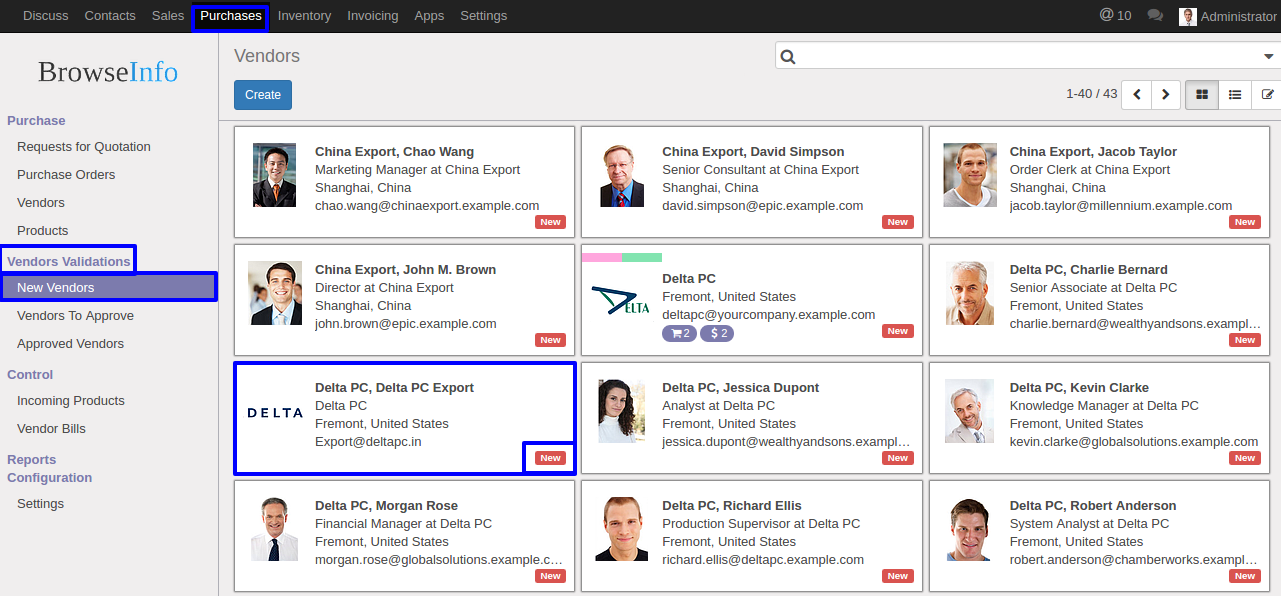 Discuss Contacts Sales Purchases Inventory Invoicing Apps Settings @ 10 Administrator
BrowseInfo
Purchase
Requests for Quotation
Purchase Orders
Vendors
Products
Vendors Validations
New Vendors
Vendors To Approve
Approved Vendors
Control
Incoming Products
Vendor Bills
Reports
Configuration
Settings
Vendors
Create
1-40 / 43
China Export, Chao Wang
Marketing Manager at China Export
Shanghai, China
chao.wang@chinaexport.example.com
New
China Export, David Simpson
Senior Consultant at China Export
Shanghai, China
david.simpson@epic.example.com
New
China Export, Jacob Taylor
Order Clerk at China Export
Shanghai, China
jacob.taylor@millennium.example.com
New
China Export, John M. Brown
Director at China Export
Shanghai, China
john.brown@epic.example.com
New
DELTA
Delta PC
Fremont, United States
deltapc@yourcompany.example.com
2 $ 2
New
Delta PC, Charlie Bernard
Senior Associate at Delta PC
Fremont, United States
charlie.bernard@wealthyandsons.exampl…
New
DELTA
Delta PC, Delta PC Export
Delta PC
Fremont, United States
Export@deltapc.in
New
Delta PC, Jessica Dupont
Analyst at Delta PC
Fremont, United States
jessica.dupont@wealthyandsons.exampl…
New
Delta PC, Kevin Clarke
Knowledge Manager at Delta PC
Fremont, United States
kevin.clarke@globalsolutions.example.com
New
Delta PC, Morgan Rose
Financial Manager at Delta PC
Fremont, United States
morgan.rose@globalsolutions.example.c…
New
Delta PC, Richard Ellis
Production Supervisor at Delta PC
Fremont, United States
richard.ellis@deltapc.example.com
New
Delta PC, Robert Anderson
System Analyst at Delta PC
Fremont, United States
robert.anderson@chamberworks.exampl…
New